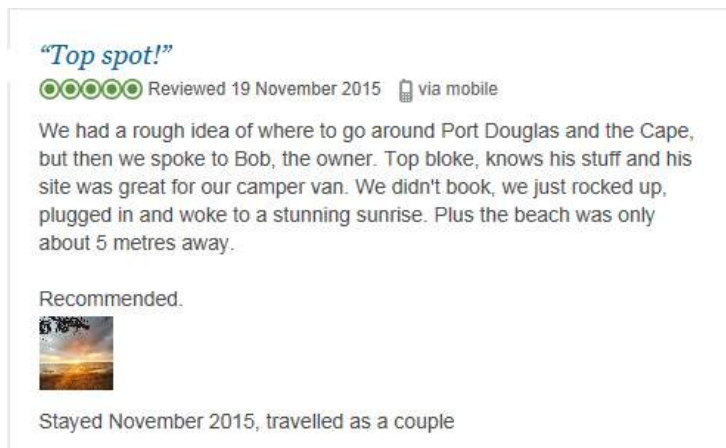 “Top spot!”
Reviewed 19 November 2015 via mobile
We had a rough idea of where to go around Port Douglas and the Cape,
but then we spoke to Bob, the owner. Top bloke, knows his stuff and his
site was great for our camper van. We didn't book, we just rocked up,
plugged in and woke to a stunning sunrise. Plus the beach was only
about 5 metres away.
Recommended.
Stayed November 2015, travelled as a couple